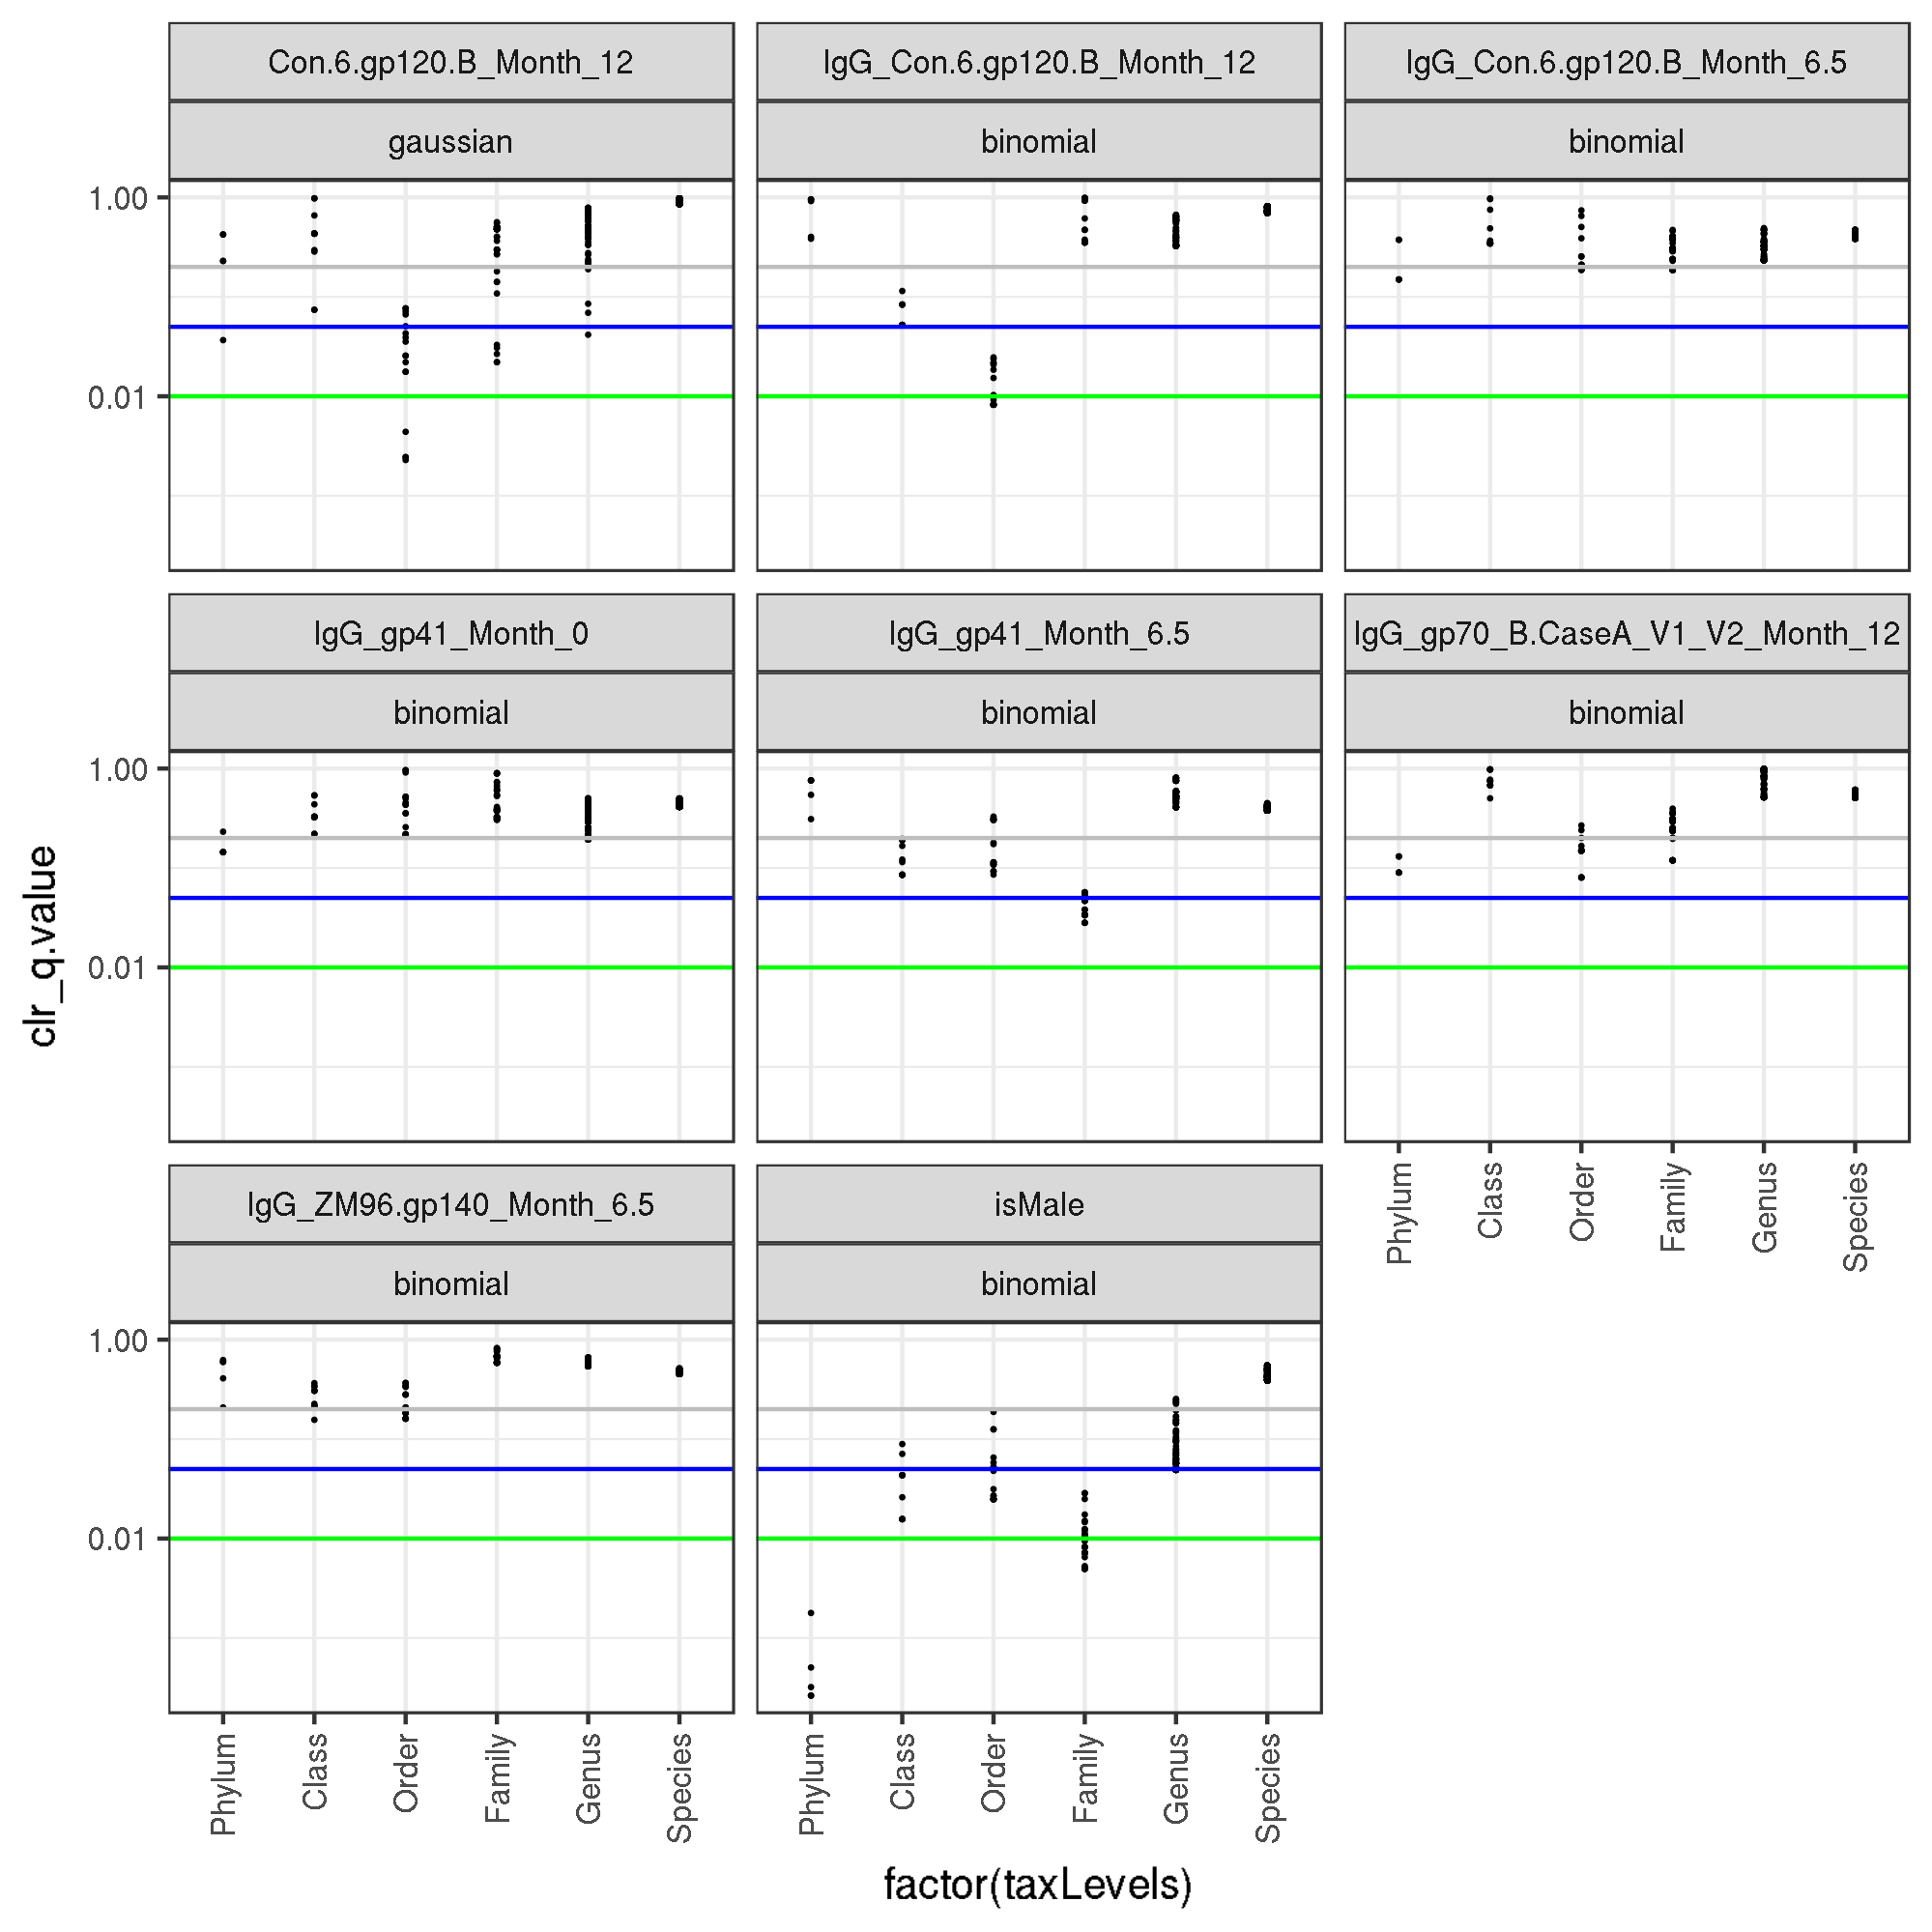 Con.6.gp120.B_Month_12
IgG_Con.6.gp120.B_Month_12
IgG_Con.6.gp120.B_Month_6.5
gaussian
binomial
binomial
1.00
0.01
IgG_gp41_Month_0
IgG_gp41_Month_6.5
IgG_gp70_B.CaseA_V1_V2_Month_12
binomial
binomial
binomial
1.00
0.01
clr_q.value
Phylum
Class
Order
Family
Genus
Species
IgG_ZM96.gp140_Month_6.5
isMale
binomial
binomial
1.00
0.01
Phylum
Class
Order
Family
Genus
Species
Phylum
Class
Order
Family
Genus
Species
factor(taxLevels)